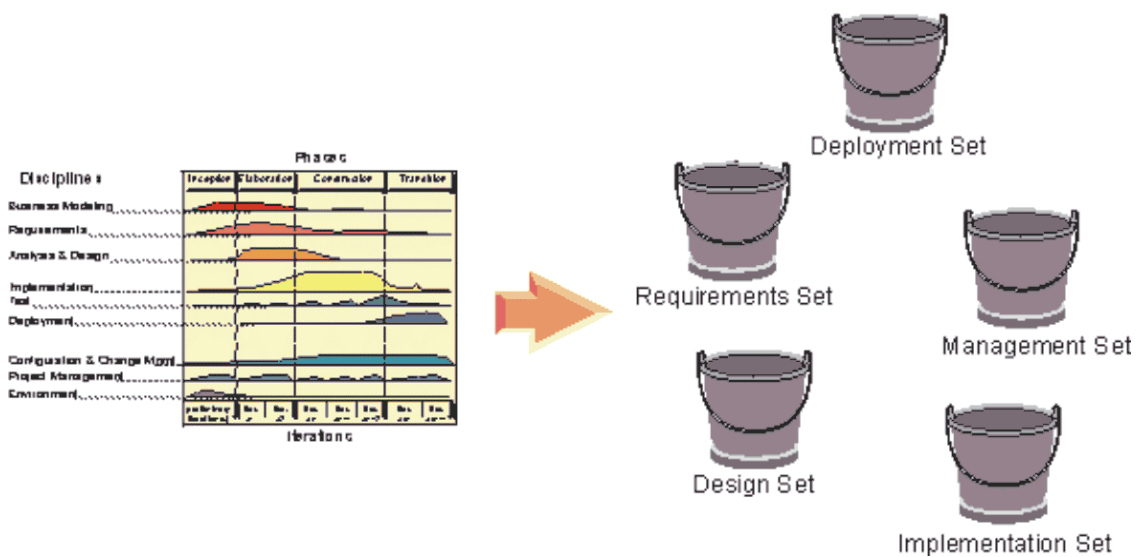 Phases
Disciplines
Inception Elaboration Construction Transition
Business Modeling
Requirements
Analysis & Design
Implementation
Test
Deployment
Configuration & Change Mgmt
Project Management
Environment
Iterations
Deployment Set
Requirements Set
Management Set
Design Set
Implementation Set